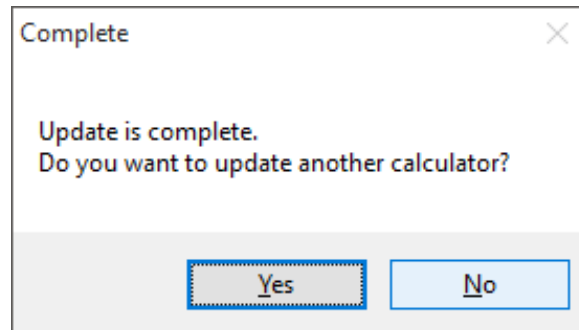 Complete
Update is complete.
Do you want to update another calculator?
Yes No